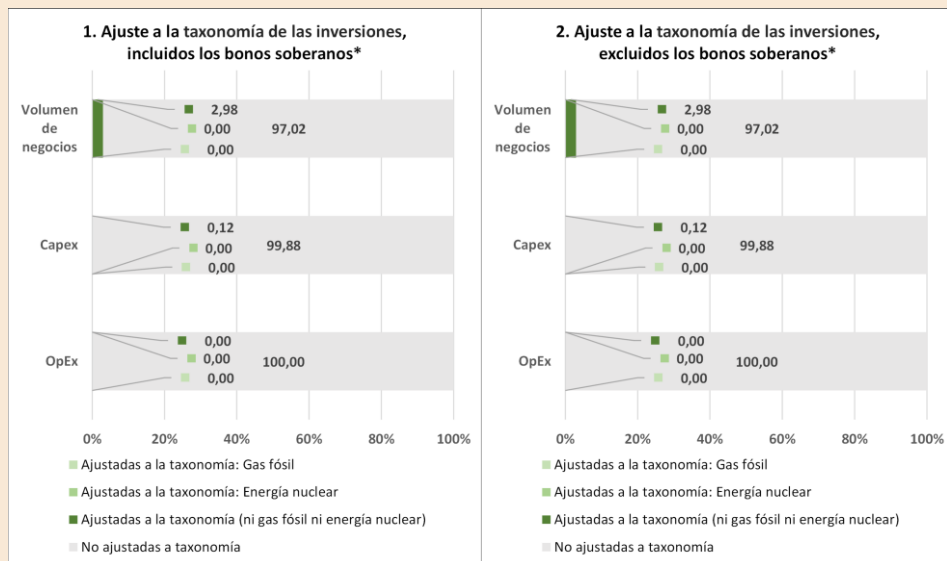 1. Ajuste a la taxonomía de las inversiones,
incluidos los bonos soberanos*
Volumen
de
negocios
2,98
0,00
97,02
0,00
Capex
0,12
0,00
99,88
0,00
OpEx
0,00
0,00
100,00
0,00
0% 20% 40% 60% 80% 100%
Ajustadas a la taxonomía: Gas fósil
Ajustadas a la taxonomía: Energía nuclear
Ajustadas a la taxonomía (ni gas fósil ni energía nuclear)
No ajustadas a taxonomía
2. Ajuste a la taxonomía de las inversiones,
excluidos los bonos soberanos*
Volumen
de
negocios
2,98
0,00
97,02
0,00
Capex
0,12
0,00
99,88
0,00
OpEx
0,00
0,00
100,00
0,00
0% 20% 40% 60% 80% 100%
Ajustadas a la taxonomía: Gas fósil
Ajustadas a la taxonomía: Energía nuclear
Ajustadas a la taxonomía (ni gas fósil ni energía nuclear)
No ajustadas a taxonomía